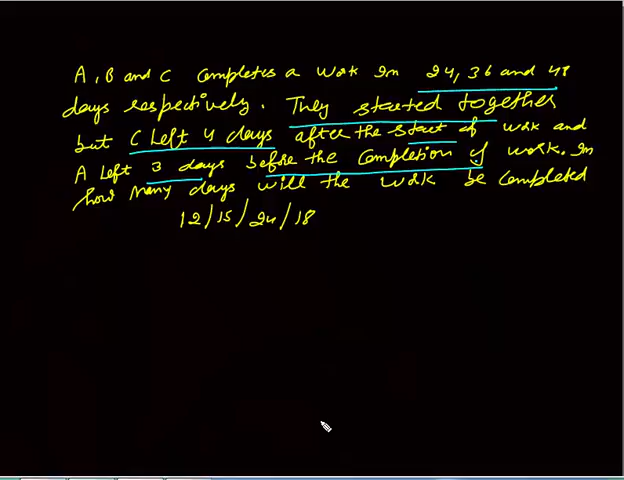 A, B and C completes a work in 24, 36 and 48
days respectively. They started together
but C left 4 days after the start of work and
A left 3 days before the completion of work. In
how many days will the work be completed
12/15/24/18